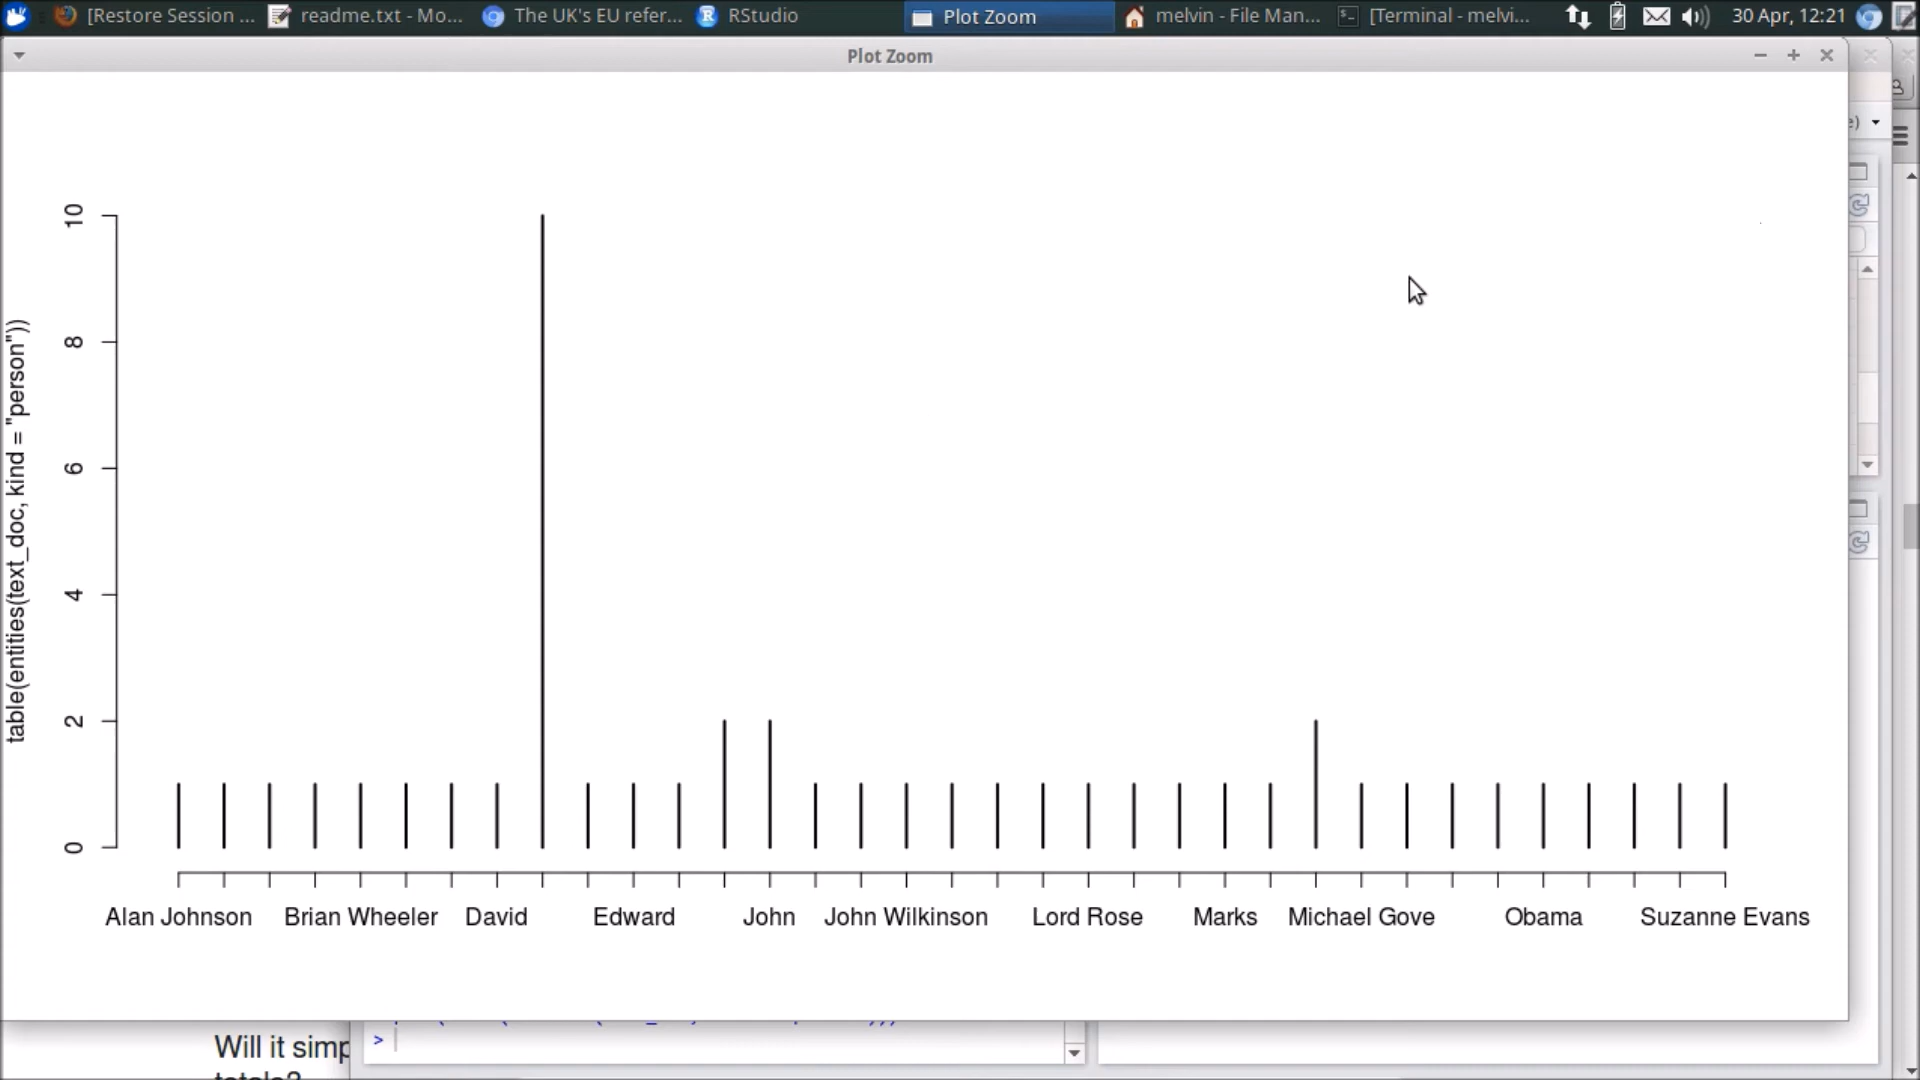 [Restore Session ...
readme.txt - Mo...
The UK's EU refer...
RStudio
Plot Zoom
melvin - File Man...
[Terminal - melvi...
30 Apr, 12:21
Plot Zoom
table(entities(text_doc, kind = "person"))
10
8
6
4
2
0
Alan Johnson
Brian Wheeler
David
Edward
John
John Wilkinson
Lord Rose
Marks
Michael Gove
Obama
Suzanne Evans
>
Will it simp